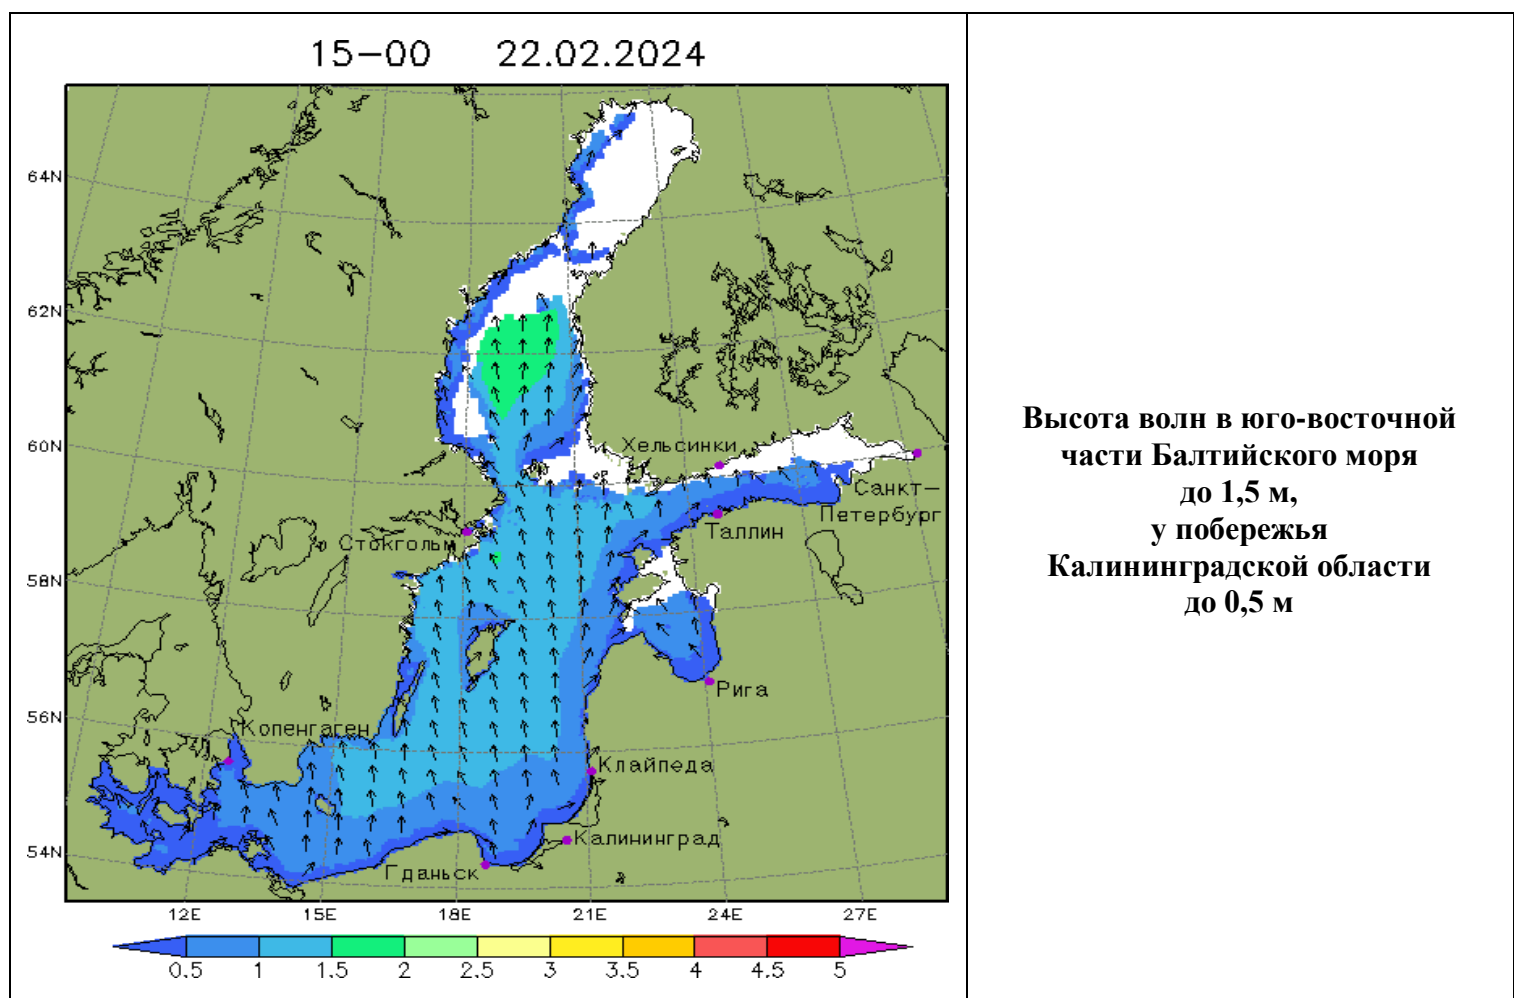 15-00 22.02.2024
64N
62N
60N
58N
56N
54N
Хельсинки
Санкт-
Петербург
Таллин
Стокгольм
Рига
Копенгаген
Клайпеда
Калининград
Гданьск
12E 15E 18E 21E 24E 27E
0.5 1 1.5 2 2.5 3 3.5 4 4.5 5
Высота волн в юго-восточной
части Балтийского моря
до 1,5 м,
у побережья
Калининградской области
до 0,5 м